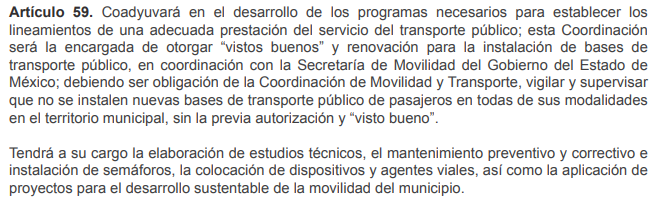 Artículo 59. Coadyuvará en el desarrollo de los programas necesarios para establecer los
lineamientos de una adecuada prestación del servicio del transporte público; esta Coordinación
será la encargada de otorgar “vistos buenos” y renovación para la instalación de bases de
transporte público, en coordinación con la Secretaría de Movilidad del Gobierno del Estado de
México; debiendo ser obligación de la Coordinación de Movilidad y Transporte, vigilar y supervisar
que no se instalen nuevas bases de transporte público de pasajeros en todas de sus modalidades
en el territorio municipal, sin la previa autorización y “visto bueno”.

Tendrá a su cargo la elaboración de estudios técnicos, el mantenimiento preventivo y correctivo e
instalación de semáforos, la colocación de dispositivos y agentes viales, así como la aplicación de
proyectos para el desarrollo sustentable de la movilidad del municipio.